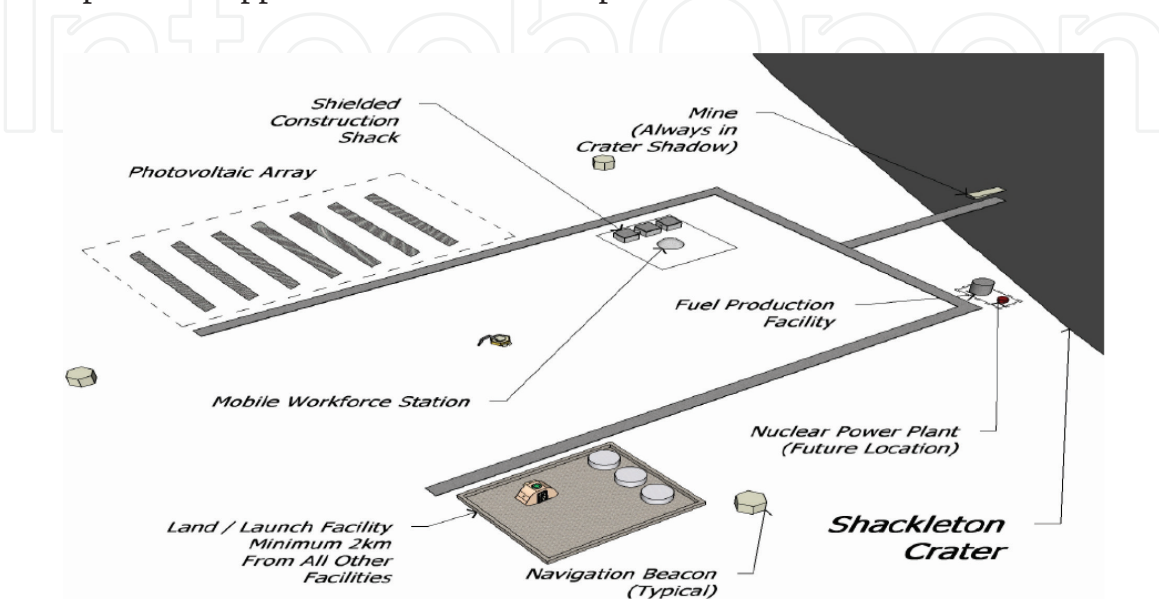 IntechOpen
Shielded
Construction
Shack
Mine
(Always in
Crater Shadow)
Photovoltaic Array
Fuel Production
Facility
Mobile Workforce Station
Nuclear Power Plant
(Future Location)
Land / Launch Facility
Minimum 2km
From All Other
Facilities
Navigation Beacon
(Typical)
Shackleton
Crater